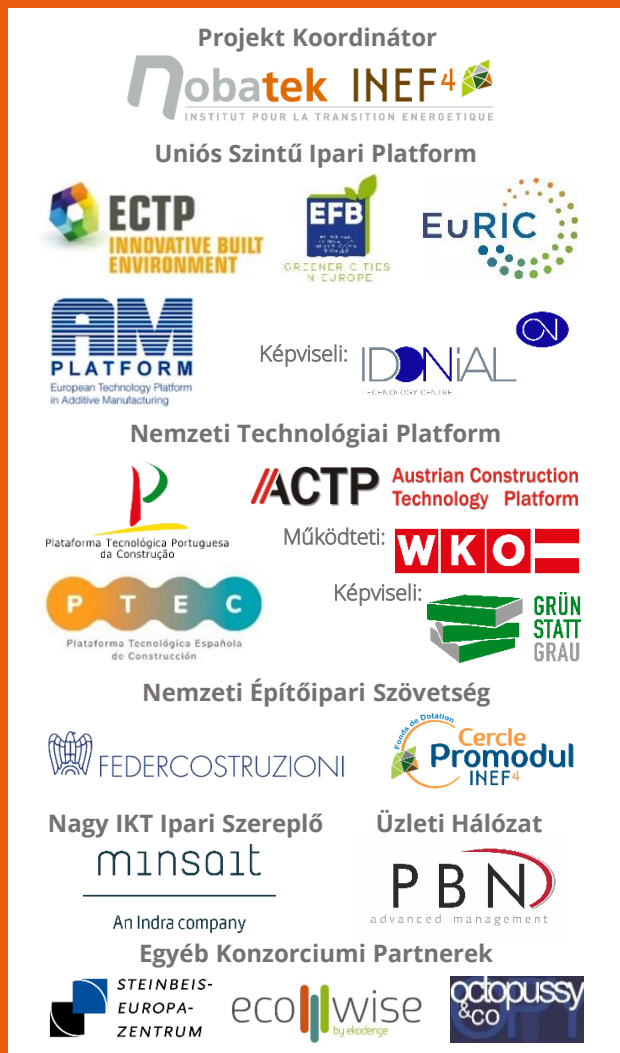 Projekt Koordinátor
nobatek INEF4
INSTITUT POUR LA TRANSITION ENERGETIQUE
Uniós Szintű Ipari Platform
ECTP
INNOVATIVE BUILT
ENVIRONMENT
EFB
GREENER CITIES
IN EUROPE
EURIC
AM
PLATFORM
European Technology Platform
in Additive Manufacturing
Képviseli:
IDONIAL
TECHNOLOGY CENTRE
Nemzeti Technológiai Platform
Plataforma Tecnológica Portuguesa
da Construção
ACTP Austrian Construction
Technology Platform
Működteti:
WKO
PTEC
Plataforma Tecnológica Española
de Construcción
Képviseli:
GRÜN
STATT
GRAU
Nemzeti Építőipari Szövetség
FEDERCOSTRUZIONI
Fonds de Dotation
Cercle
Promodul
INEF4
Nagy IKT Ipari Szereplő
Üzleti Hálózat
minsait
An Indra company
PBN
advanced management
Egyéb Konzorciumi Partnerek
STEINBEIS-
EUROPA-
ZENTRUM
eco wise
by ekodenge
octopussy
&co